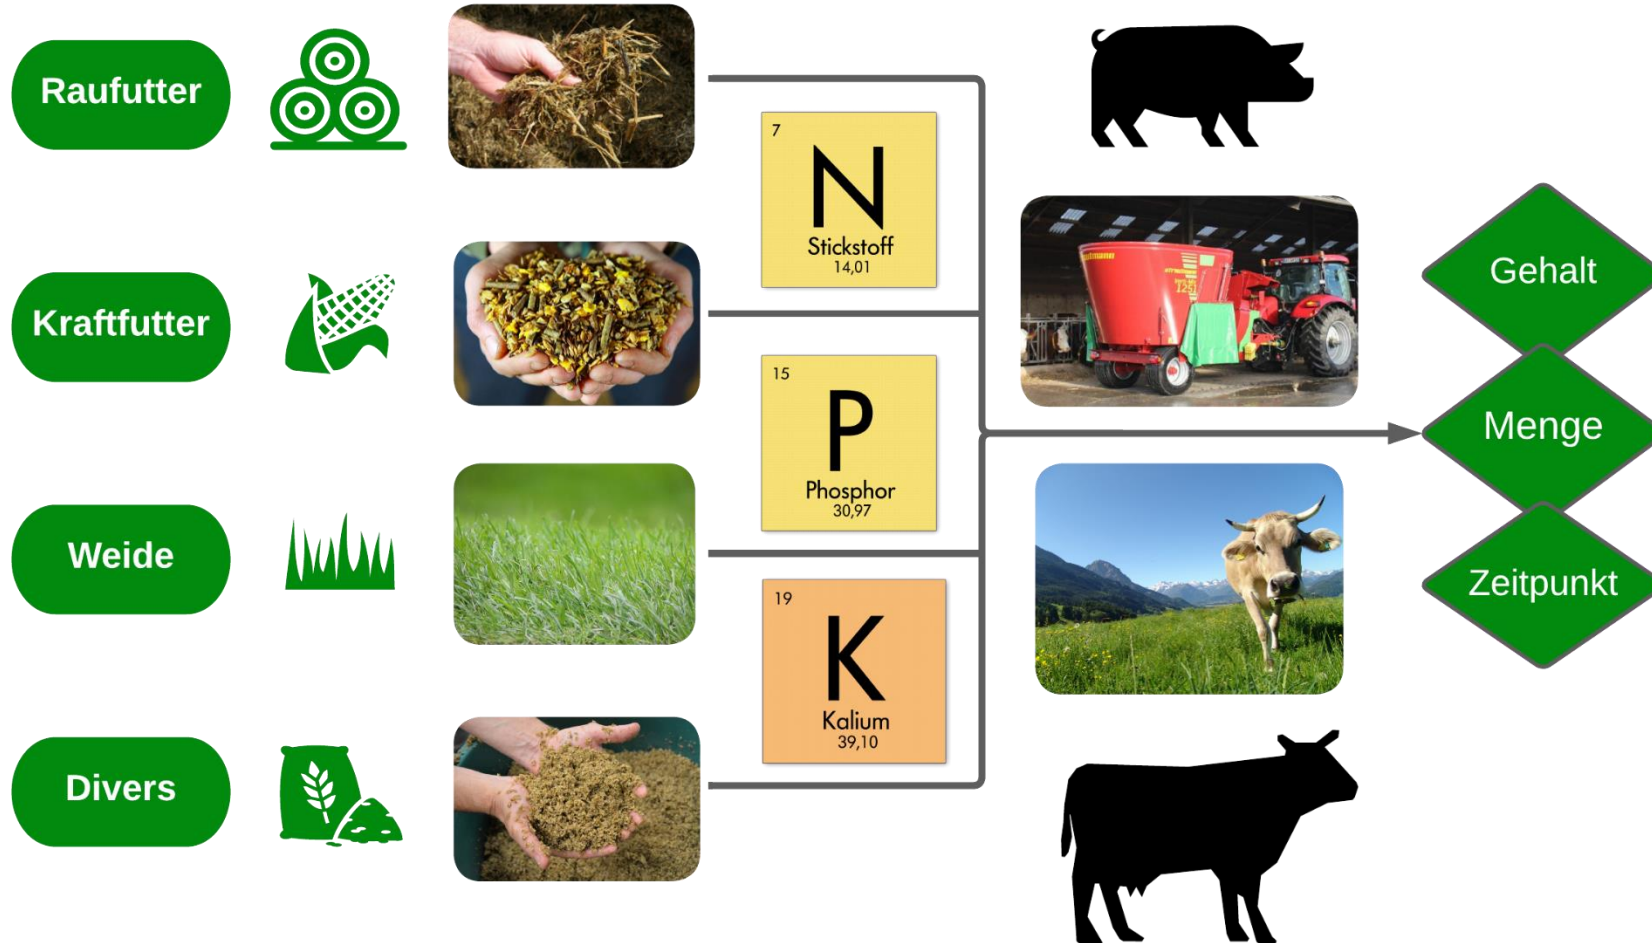 Raufutter
Kraftfutter
Weide
Divers
7
N
Stickstoff
14,01
15
P
Phosphor
30,97
19
K
Kalium
39,10
Gehalt
Menge
Zeitpunkt